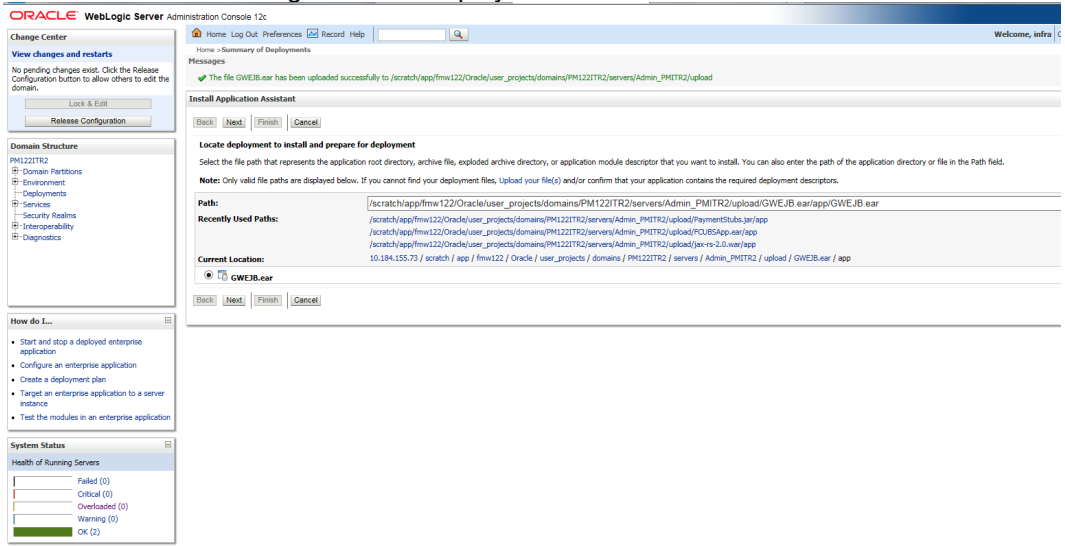 ORACLE WebLogic Server Administration Console 12c
Change Center
View changes and restarts
No pending changes exist. Click the Release
Configuration button to allow others to edit the
domain.
Lock & Edit
Release Configuration
Domain Structure
PM122ITR2
Domain Partitions
Environment
Deployments
Services
Security Realms
Interoperability
Diagnostics
How do I...
Start and stop a deployed enterprise
application
Configure an enterprise application
Create a deployment plan
Target an enterprise application to a server
instance
Test the modules in an enterprise application
System Status
Health of Running Servers
Failed (0)
Critical (0)
Overloaded (0)
Warning (0)
OK (2)
Home Log Out Preferences Record Help
Welcome, infra
Home >Summary of Deployments
Messages
The file GWEJB.ear has been uploaded successfully to /scratch/app/fmw122/Oracle/user_projects/domains/PM122ITR2/servers/Admin_PMITR2/upload
Install Application Assistant
Back Next Finish Cancel
Locate deployment to install and prepare for deployment
Select the file path that represents the application root directory, archive file, exploded archive directory, or application module descriptor that you want to install. You can also enter the path of the application directory or file in the Path field.
Note: Only valid file paths are displayed below. If you cannot find your deployment files, Upload your file(s) and/or confirm that your application contains the required deployment descriptors.
Path: /scratch/app/fmw122/Oracle/user_projects/domains/PM122ITR2/servers/Admin_PMITR2/upload/GWEJB.ear/app/GWEJB.ear
Recently Used Paths: /scratch/app/fmw122/Oracle/user_projects/domains/PM122ITR2/servers/Admin_PMITR2/upload/PaymentStubs.jar/app
/scratch/app/fmw122/Oracle/user_projects/domains/PM122ITR2/servers/Admin_PMITR2/upload/FCUBSApp.ear/app
/scratch/app/fmw122/Oracle/user_projects/domains/PM122ITR2/servers/Admin_PMITR2/upload/jax-rs-2.0.war/app
Current Location: 10.184.155.73 / scratch / app / fmw122 / Oracle / user_projects / domains / PM122ITR2 / servers / Admin_PMITR2 / upload / GWEJB.ear / app
GWEJB.ear
Back Next Finish Cancel